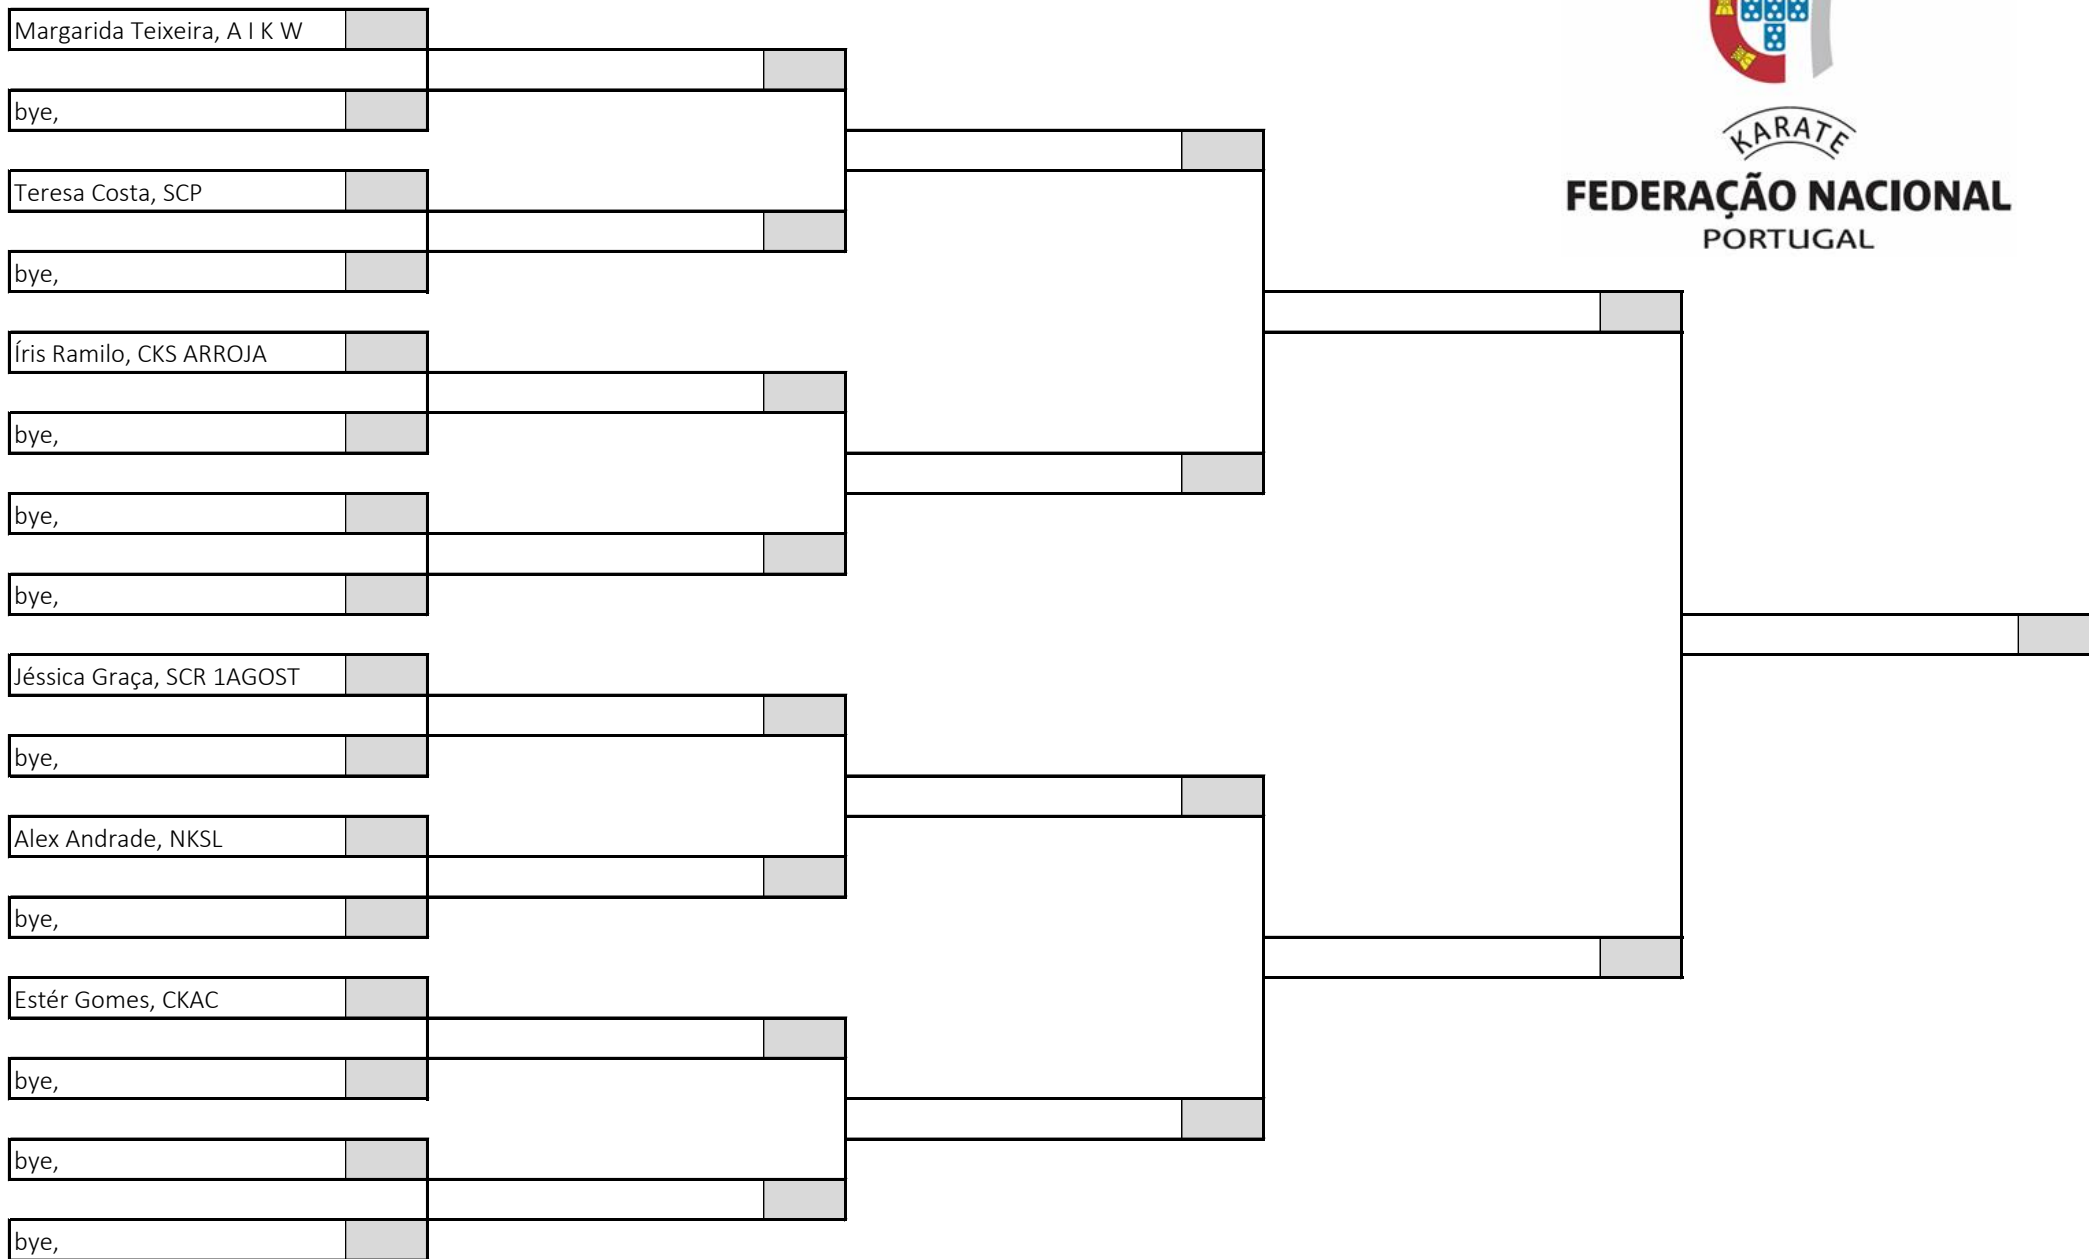 Margarida Teixeira, A I K W
bye,
Teresa Costa, SCP
bye,
Íris Ramilo, CKS ARROJA
bye,
bye,
bye,
Jéssica Graça, SCR 1AGOST
bye,
Alex Andrade, NKSL
bye,
Estér Gomes, CKAC
bye,
bye,
bye,
KARATE
FEDERAÇÃO NACIONAL
PORTUGAL